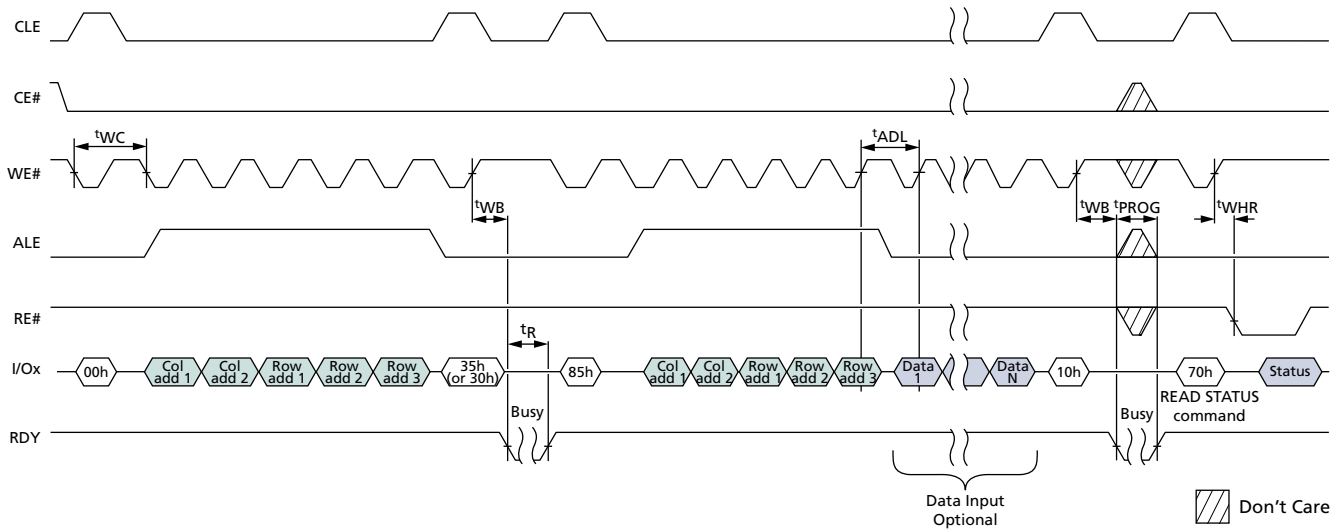 CLE
CE#
tWC
tADL
WE#
tWB
tWB
tPROG
tWHR
ALE
RE#
tR
I/Ox
00h
Col add 1
Col add 2
Row add 1
Row add 2
Row add 3
35h (or 30h)
85h
Col add 1
Col add 2
Row add 1
Row add 2
Row add 3
Data 1
Data N
10h
70h
Status
READ STATUS command
Busy
Busy
RDY
Data Input
Optional
Don't Care